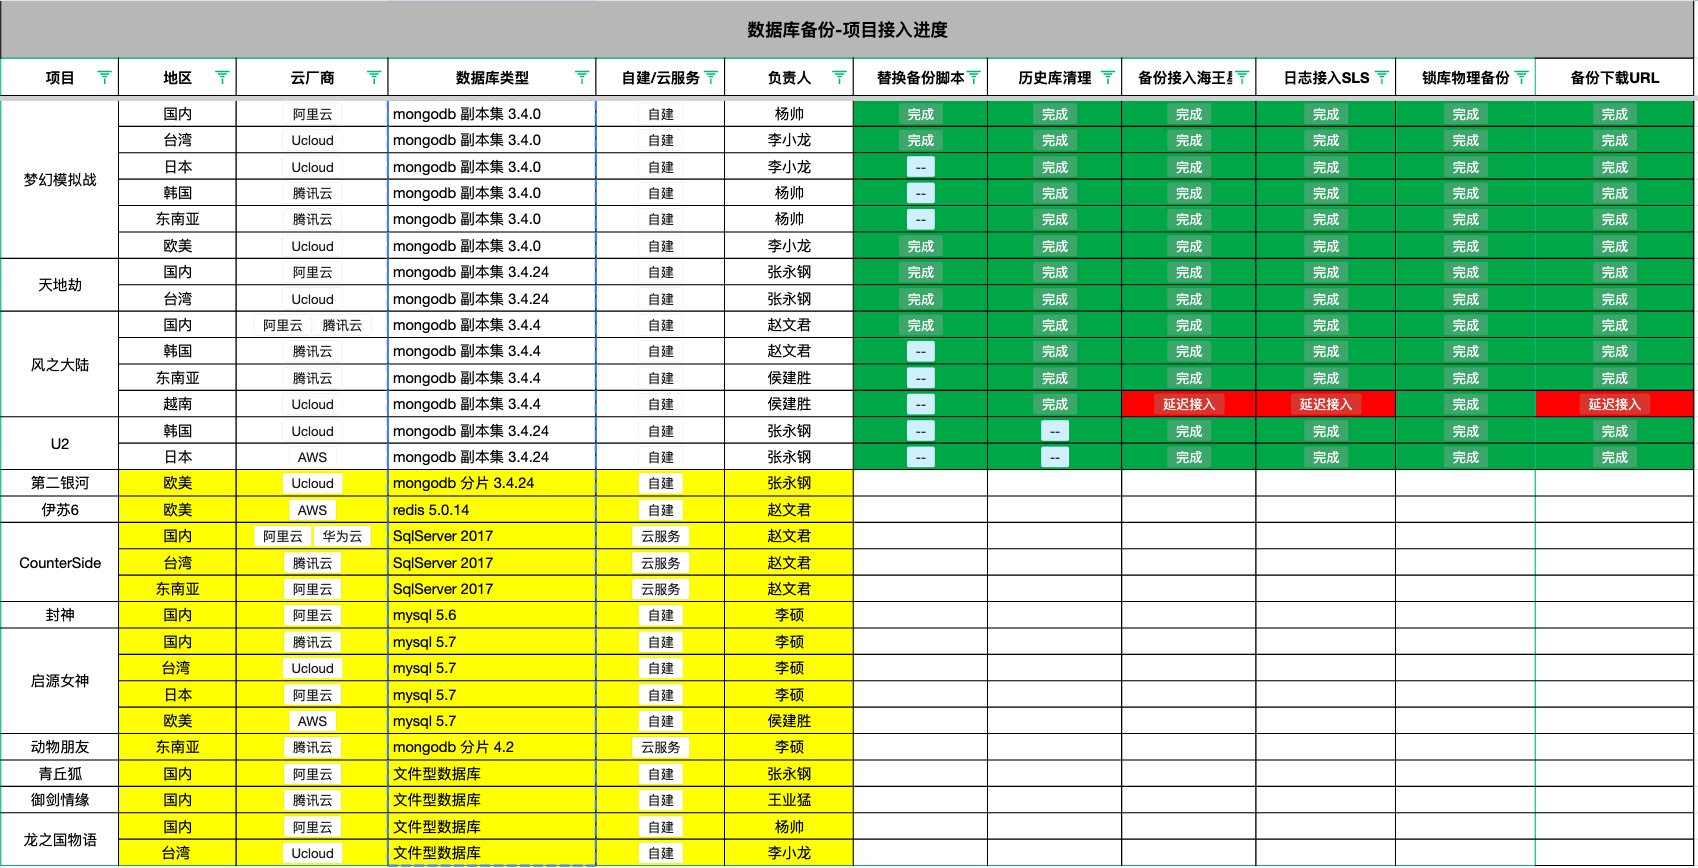 数据库备份-项目接入进度
项目 地区 云厂商 数据库类型 自建/云服务 负责人 替换备份脚本 历史库清理 备份接入海王 日志接入SLS 锁库物理备份 备份下载URL
梦幻模拟战 国内 阿里云 mongodb 副本集 3.4.0 自建 杨帅 完成 完成 完成 完成 完成 完成
台湾 Ucloud mongodb 副本集 3.4.0 自建 李小龙 完成 完成 完成 完成 完成 完成
日本 Ucloud mongodb 副本集 3.4.0 自建 李小龙 -- 完成 完成 完成 完成 完成
韩国 腾讯云 mongodb 副本集 3.4.0 自建 杨帅 -- 完成 完成 完成 完成 完成
东南亚 腾讯云 mongodb 副本集 3.4.0 自建 杨帅 -- 完成 完成 完成 完成 完成
欧美 Ucloud mongodb 副本集 3.4.0 自建 李小龙 完成 完成 完成 完成 完成 完成
天地劫 国内 阿里云 mongodb 副本集 3.4.24 自建 张永钢 完成 完成 完成 完成 完成 完成
台湾 Ucloud mongodb 副本集 3.4.24 自建 张永钢 完成 完成 完成 完成 完成 完成
风之大陆 国内 阿里云 腾讯云 mongodb 副本集 3.4.4 自建 赵文君 完成 完成 完成 完成 完成 完成
韩国 腾讯云 mongodb 副本集 3.4.4 自建 赵文君 -- 完成 完成 完成 完成 完成
东南亚 腾讯云 mongodb 副本集 3.4.4 自建 侯建胜 -- 完成 完成 完成 完成 完成
越南 Ucloud mongodb 副本集 3.4.4 自建 侯建胜 -- 完成 延迟接入 延迟接入 完成 延迟接入
U2 韩国 Ucloud mongodb 副本集 3.4.24 自建 张永钢 -- -- 完成 完成 完成 完成
日本 AWS mongodb 副本集 3.4.24 自建 张永钢 -- -- 完成 完成 完成 完成
第二银河 欧美 Ucloud mongodb 分片 3.4.24 自建 张永钢
伊苏6 欧美 AWS redis 5.0.14 自建 赵文君
CounterSide 国内 阿里云 华为云 SqlServer 2017 云服务 赵文君
台湾 腾讯云 SqlServer 2017 云服务 赵文君
东南亚 阿里云 SqlServer 2017 云服务 赵文君
封神 国内 阿里云 mysql 5.6 自建 李硕
启源女神 国内 腾讯云 mysql 5.7 自建 李硕
台湾 Ucloud mysql 5.7 自建 李硕
日本 阿里云 mysql 5.7 自建 李硕
欧美 AWS mysql 5.7 自建 侯建胜
动物朋友 东南亚 腾讯云 mongodb 分片 4.2 云服务 李硕
青丘狐 国内 阿里云 文件型数据库 自建 张永钢
御剑情缘 国内 腾讯云 文件型数据库 自建 王业猛
龙之国物语 国内 阿里云 文件型数据库 自建 杨帅
台湾 Ucloud 文件型数据库 自建 李小龙